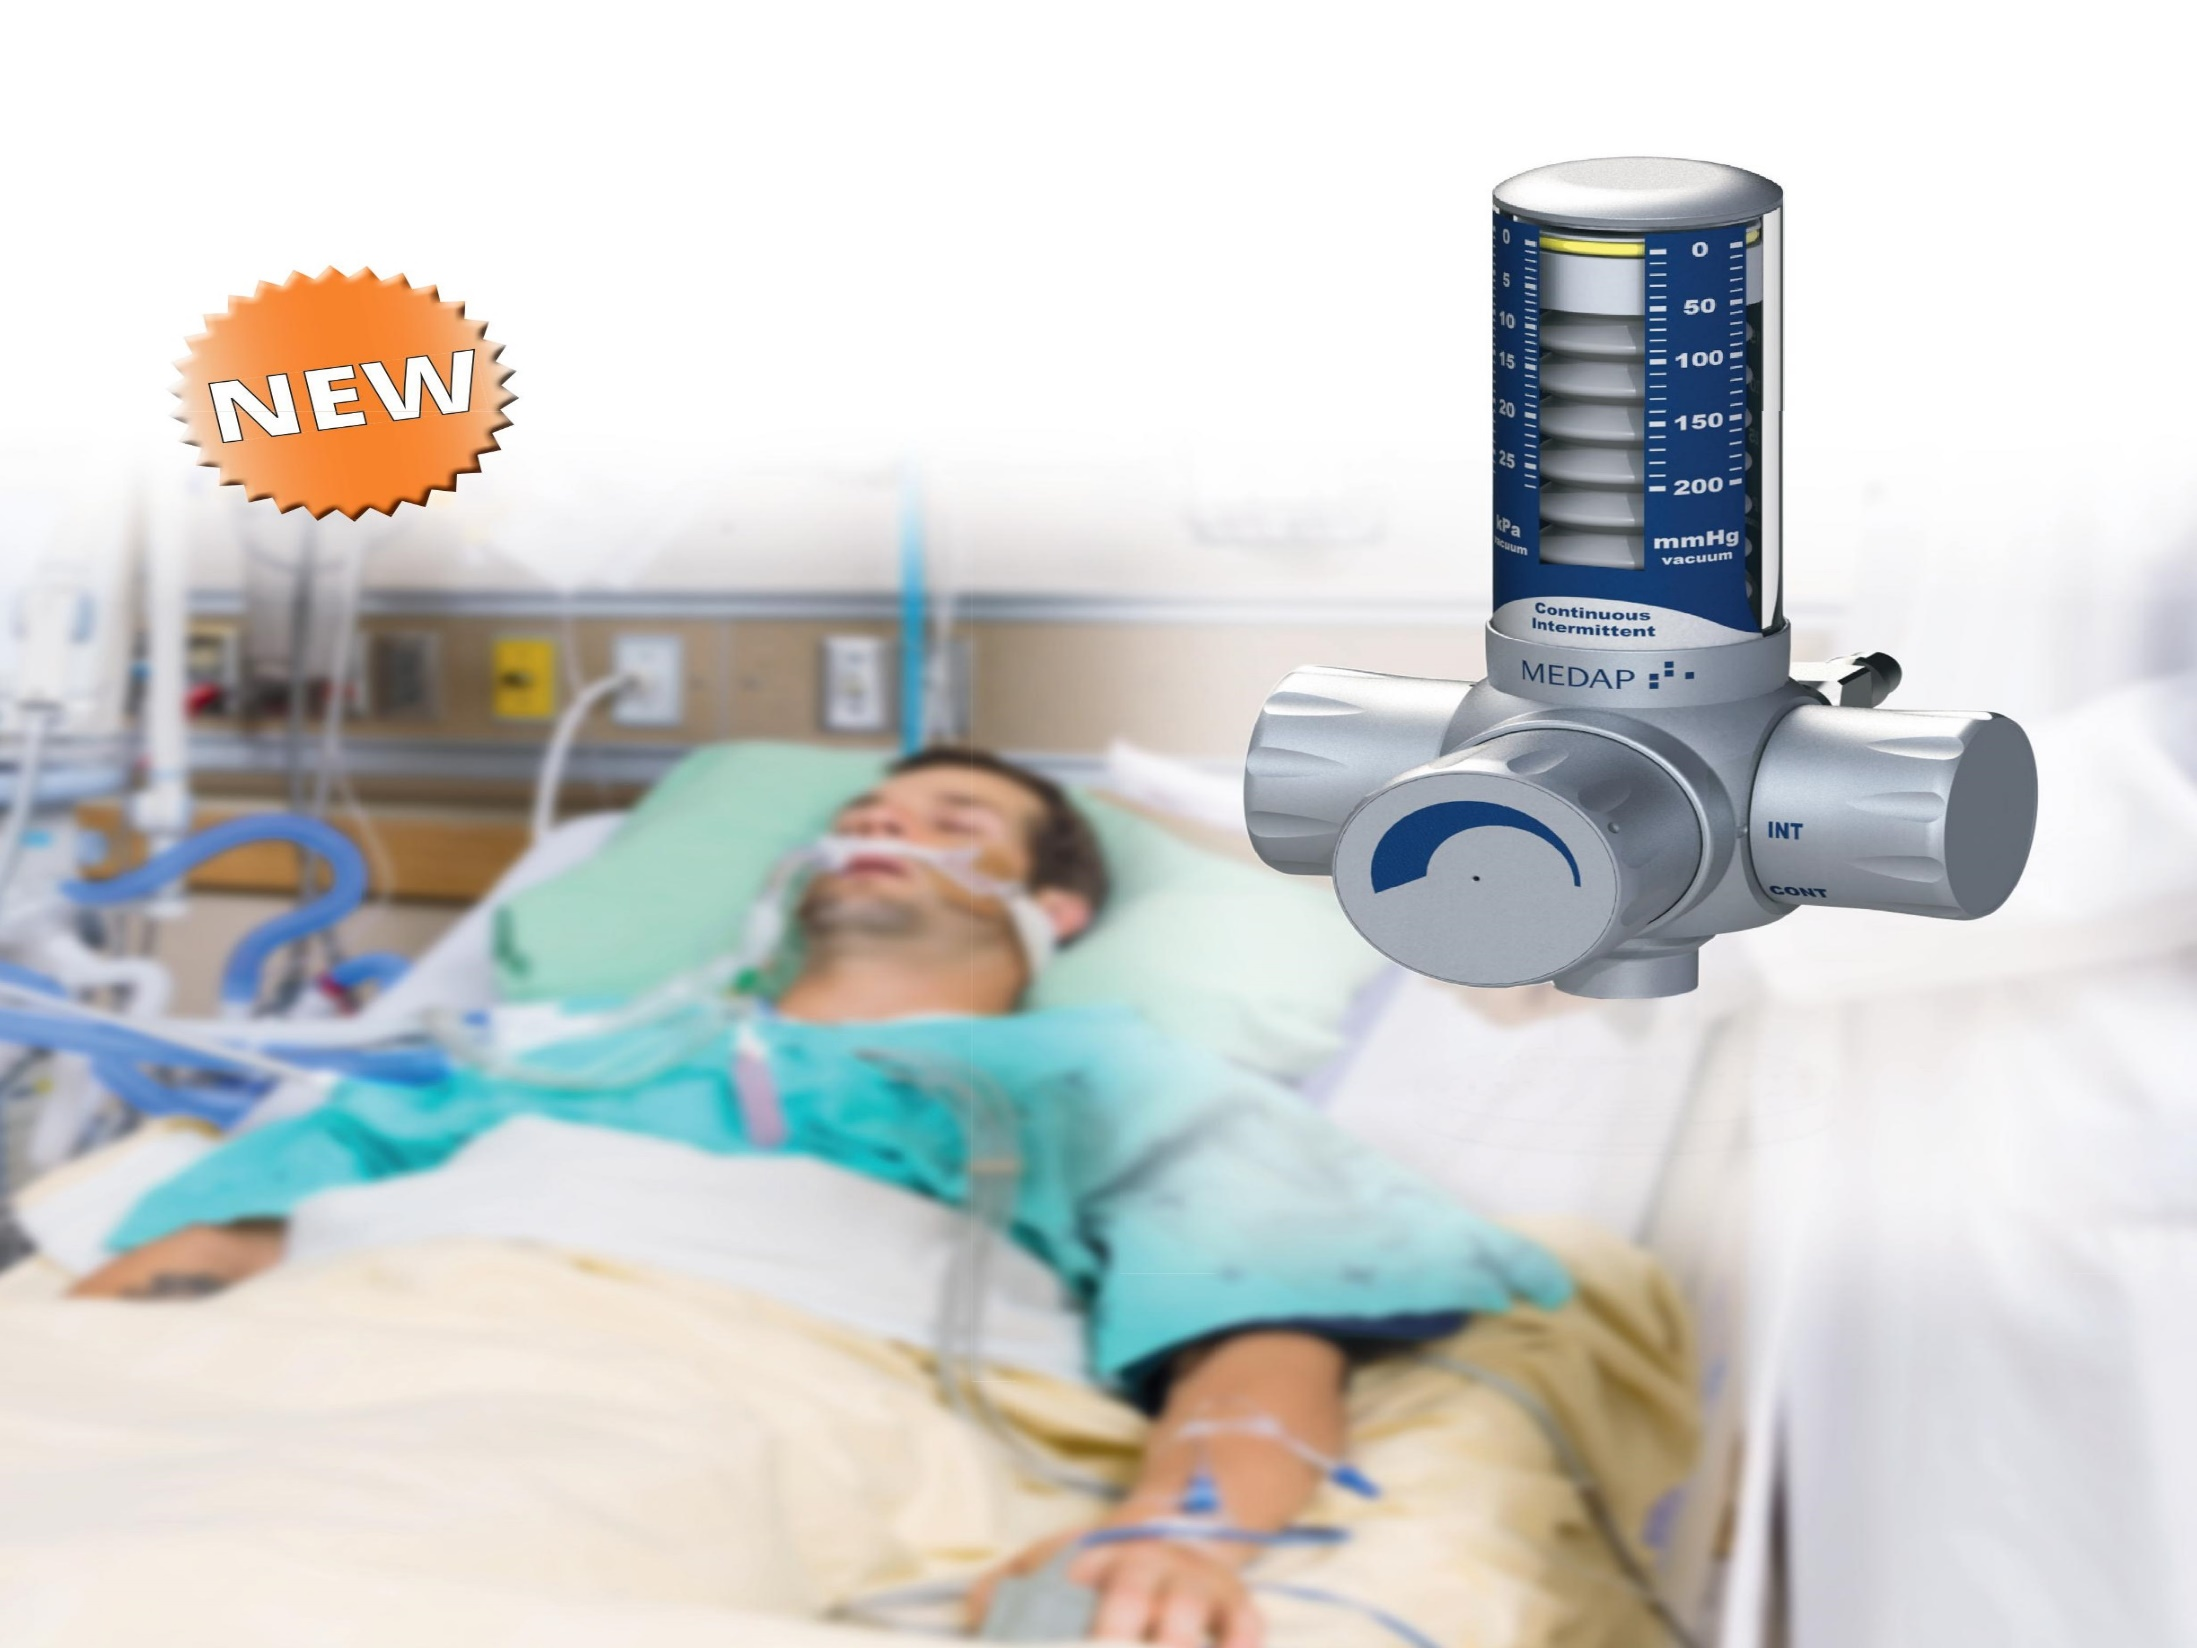 NEW
0
5
10
15
20
25
kPa
vacuum
0
50
100
150
200
mmHg
vacuum
Continuous
Intermittent
MEDAP
INT
CONT